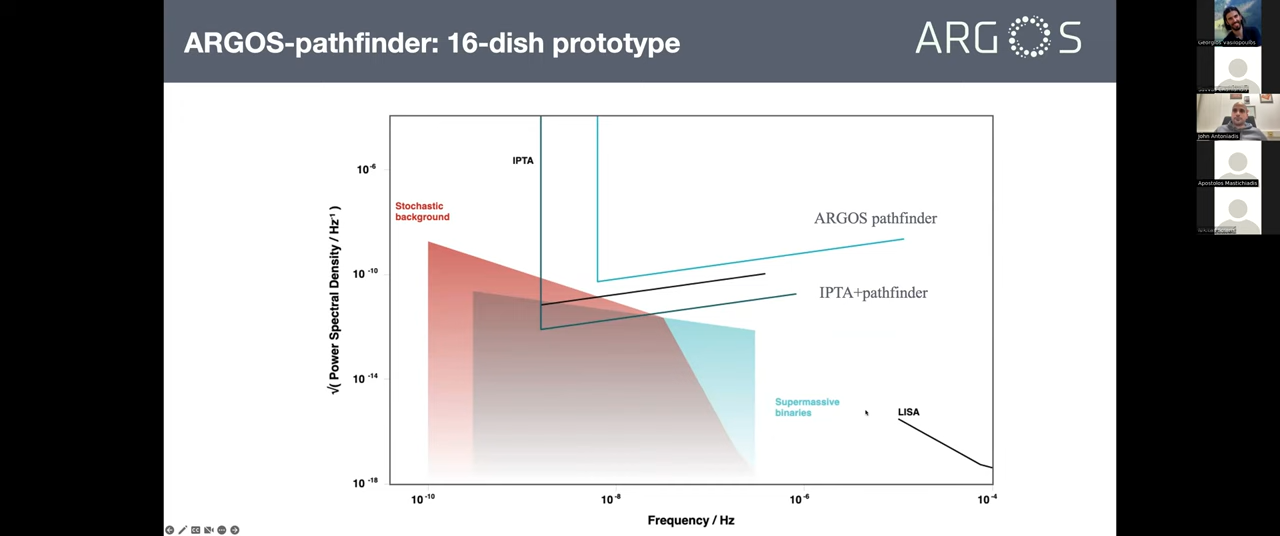 ARGOS-pathfinder: 16-dish prototype
ARGOS
Georgios Vasilopoulos
John Antoniadis
Apostolos Mastichiadis
IPTA
10-6
Stochastic
background
ARGOS pathfinder
√( Power Spectral Density / Hz-1 )
10-10
IPTA+pathfinder
10-14
Supermassive
binaries
LISA
10-18
10-10
10-8
10-6
10-4
Frequency / Hz